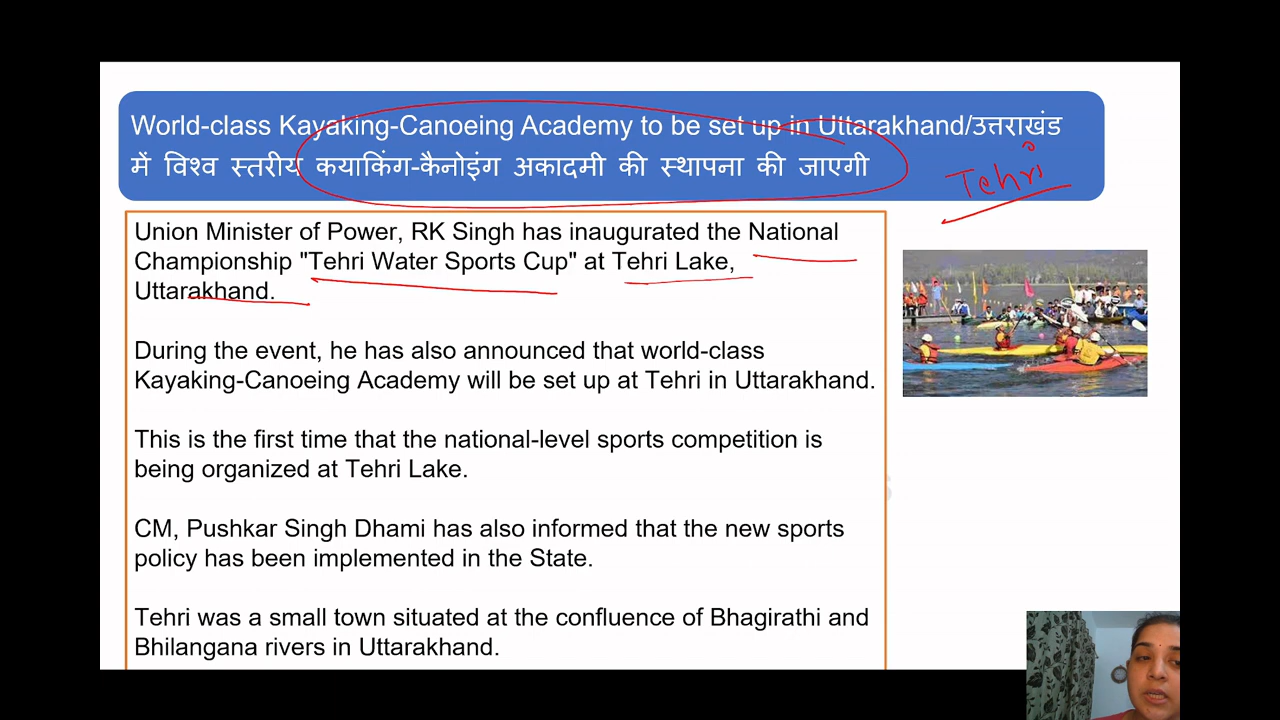 World-class Kayaking-Canoeing Academy to be set up in Uttarakhand/उत्तराखंड
में विश्व स्तरीय कयाकिंग-कैनोइंग अकादमी की स्थापना की जाएगी
Tehri
Union Minister of Power, RK Singh has inaugurated the National
Championship "Tehri Water Sports Cup" at Tehri Lake,
Uttarakhand.
During the event, he has also announced that world-class
Kayaking-Canoeing Academy will be set up at Tehri in Uttarakhand.
This is the first time that the national-level sports competition is
being organized at Tehri Lake.
CM, Pushkar Singh Dhami has also informed that the new sports
policy has been implemented in the State.
Tehri was a small town situated at the confluence of Bhagirathi and
Bhilangana rivers in Uttarakhand.